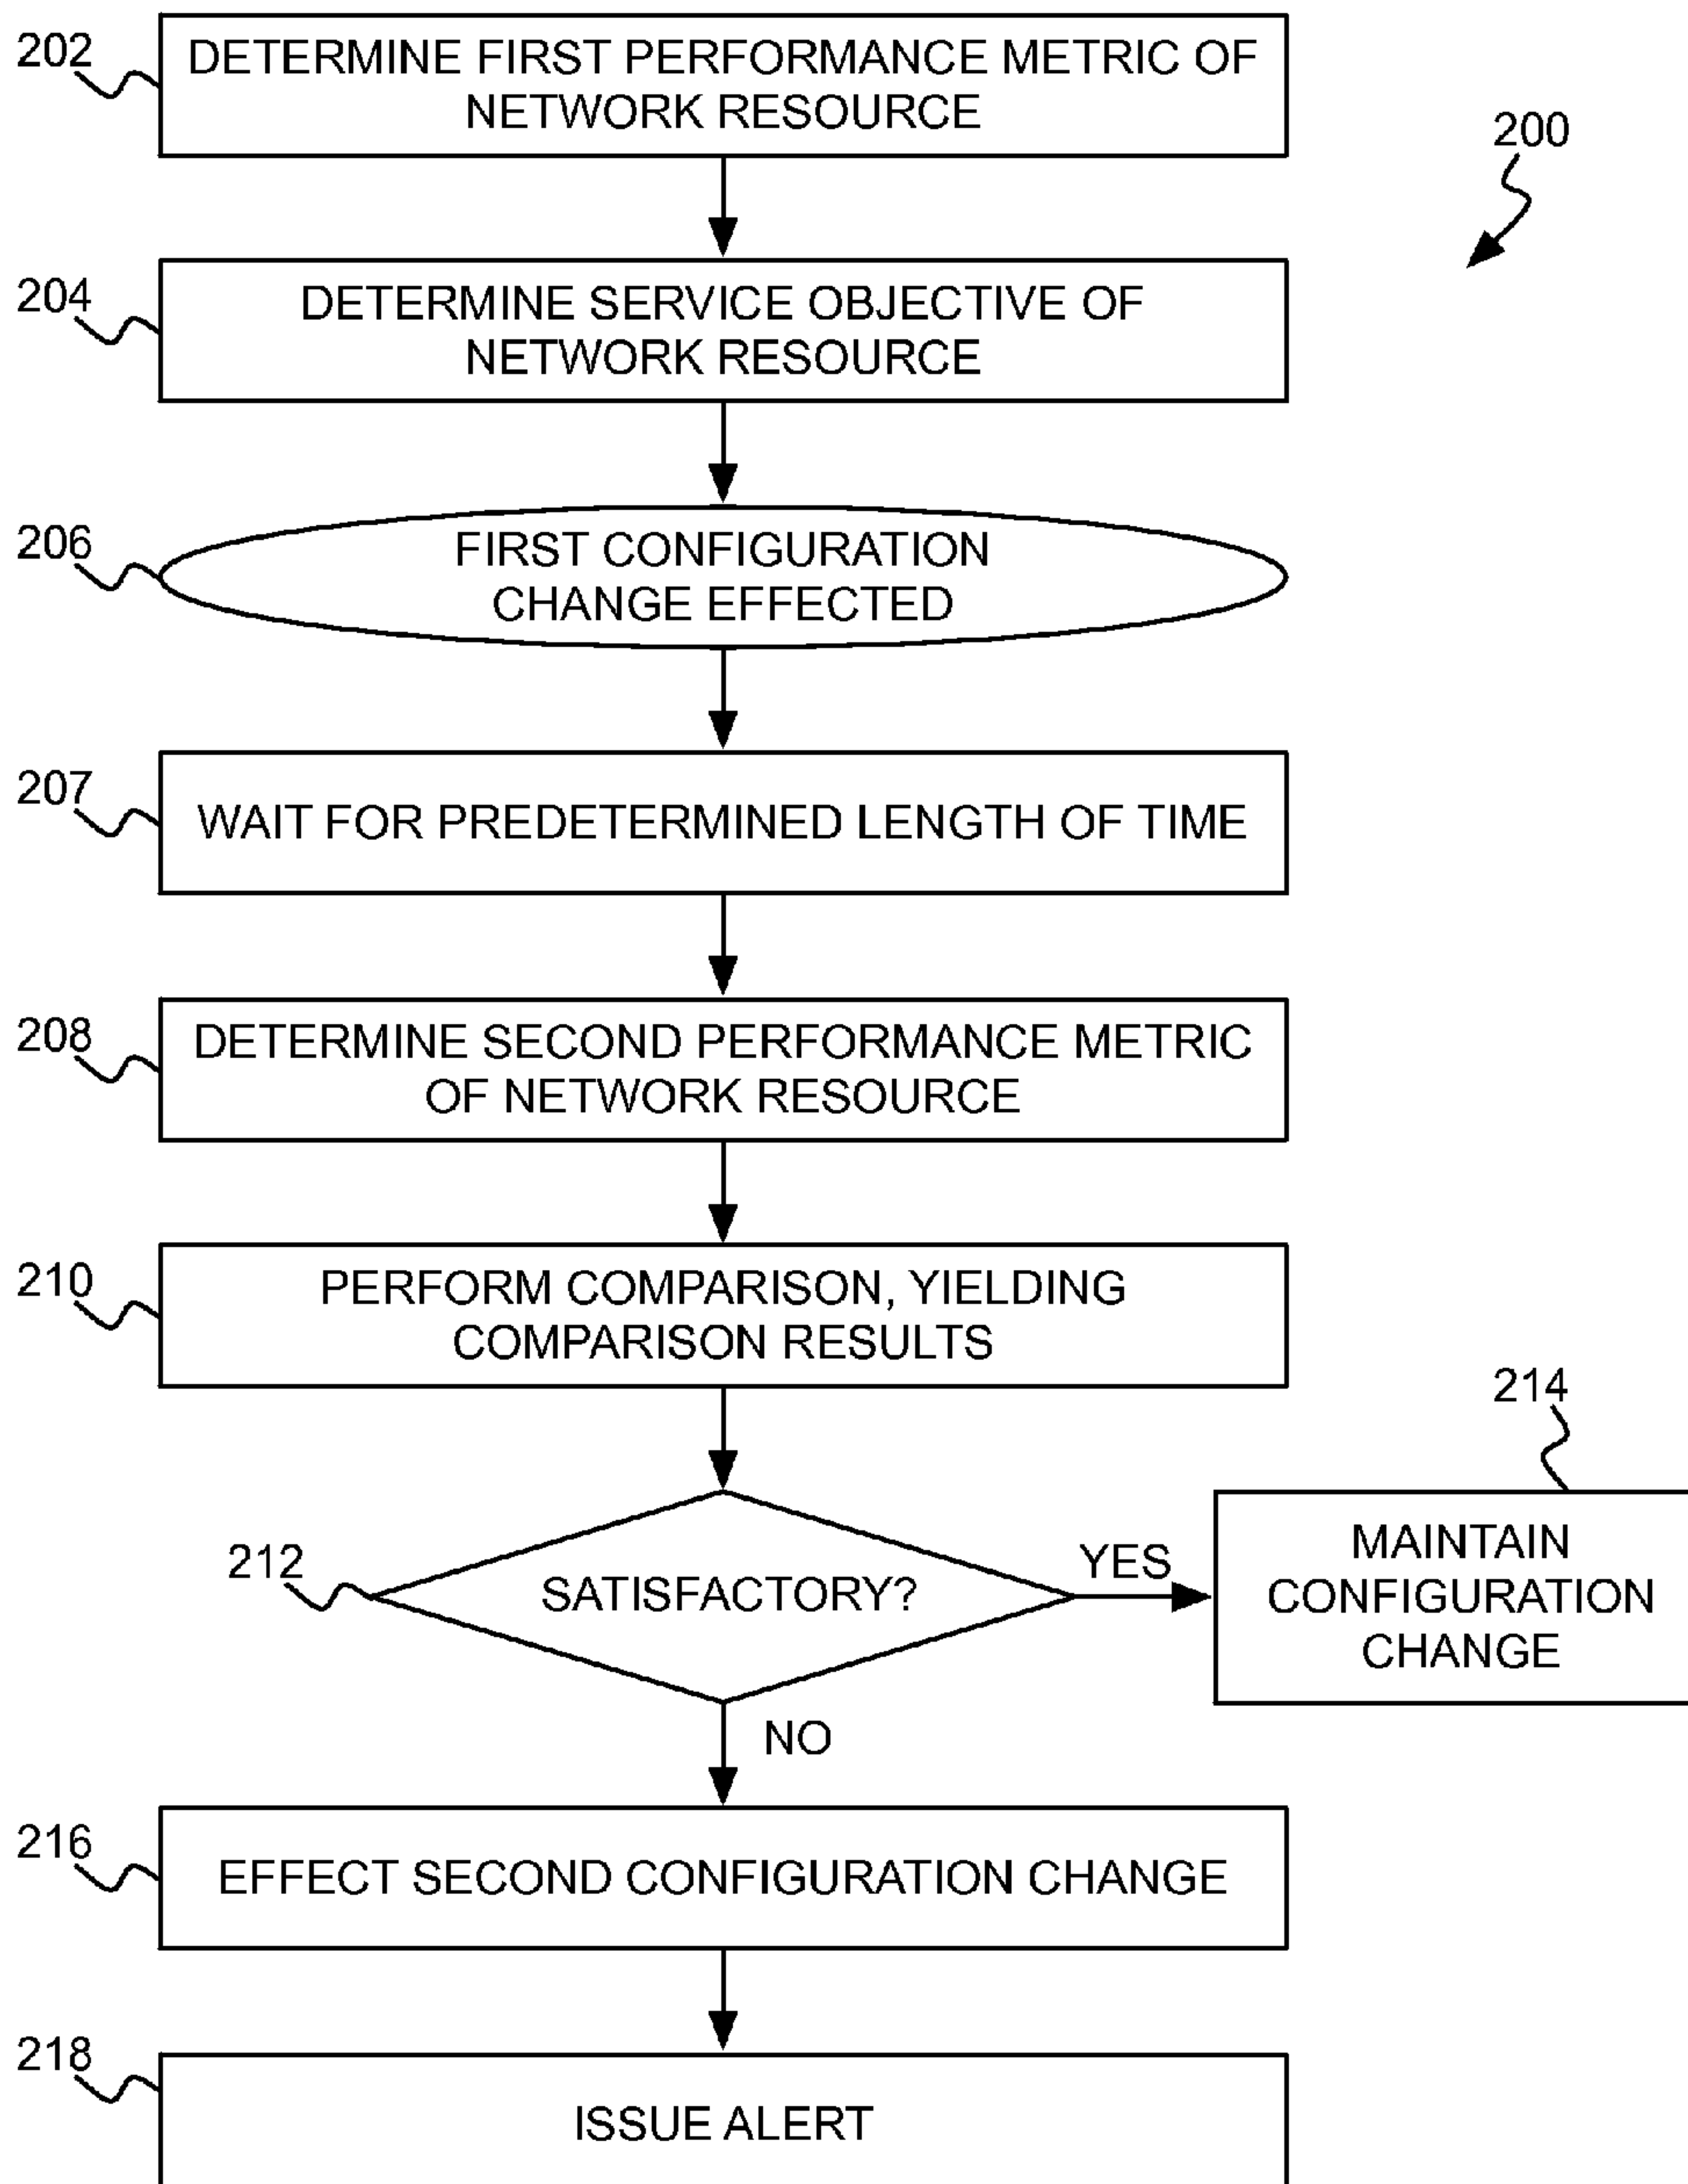 202
DETERMINE FIRST PERFORMANCE METRIC OF
NETWORK RESOURCE
200
204
DETERMINE SERVICE OBJECTIVE OF
NETWORK RESOURCE
206
FIRST CONFIGURATION
CHANGE EFFECTED
207
WAIT FOR PREDETERMINED LENGTH OF TIME
208
DETERMINE SECOND PERFORMANCE METRIC
OF NETWORK RESOURCE
210
PERFORM COMPARISON, YIELDING
COMPARISON RESULTS
212
SATISFACTORY?
YES
214
MAINTAIN
CONFIGURATION
CHANGE
NO
216
EFFECT SECOND CONFIGURATION CHANGE
218
ISSUE ALERT